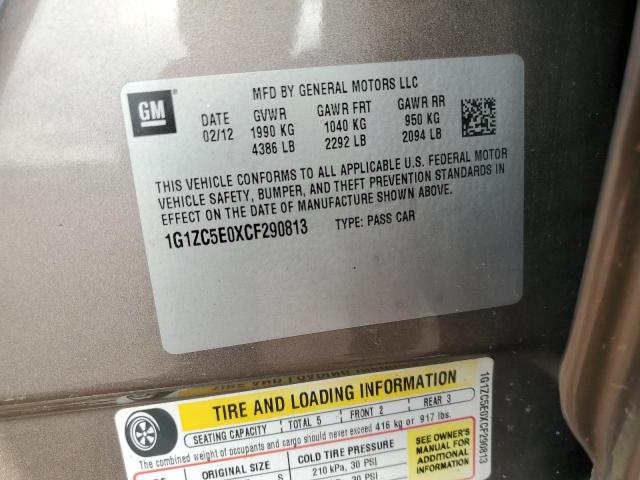 GM
MFD BY GENERAL MOTORS LLC
DATE GVWR GAWR FRT GAWR RR
02/12 1990 KG 1040 KG 950 KG
4386 LB 2292 LB 2094 LB
THIS VEHICLE CONFORMS TO ALL APPLICABLE U.S. FEDERAL MOTOR
VEHICLE SAFETY, BUMPER, AND THEFT PREVENTION STANDARDS IN
EFFECT ON THE DATE OF MANUFACTURE SHOWN ABOVE.
1G1ZC5E0XCF290813 TYPE: PASS CAR
TIRE AND LOADING INFORMATION
SEATING CAPACITY TOTAL 5 FRONT 2 REAR 3
The combined weight of occupants and cargo should never exceed 416 kg or 917 lbs.
ORIGINAL SIZE COLD TIRE PRESSURE
210 kPa, 30 PSI
SEE OWNER'S
MANUAL FOR
ADDITIONAL
INFORMATION
1G1ZC5E0XCF290813